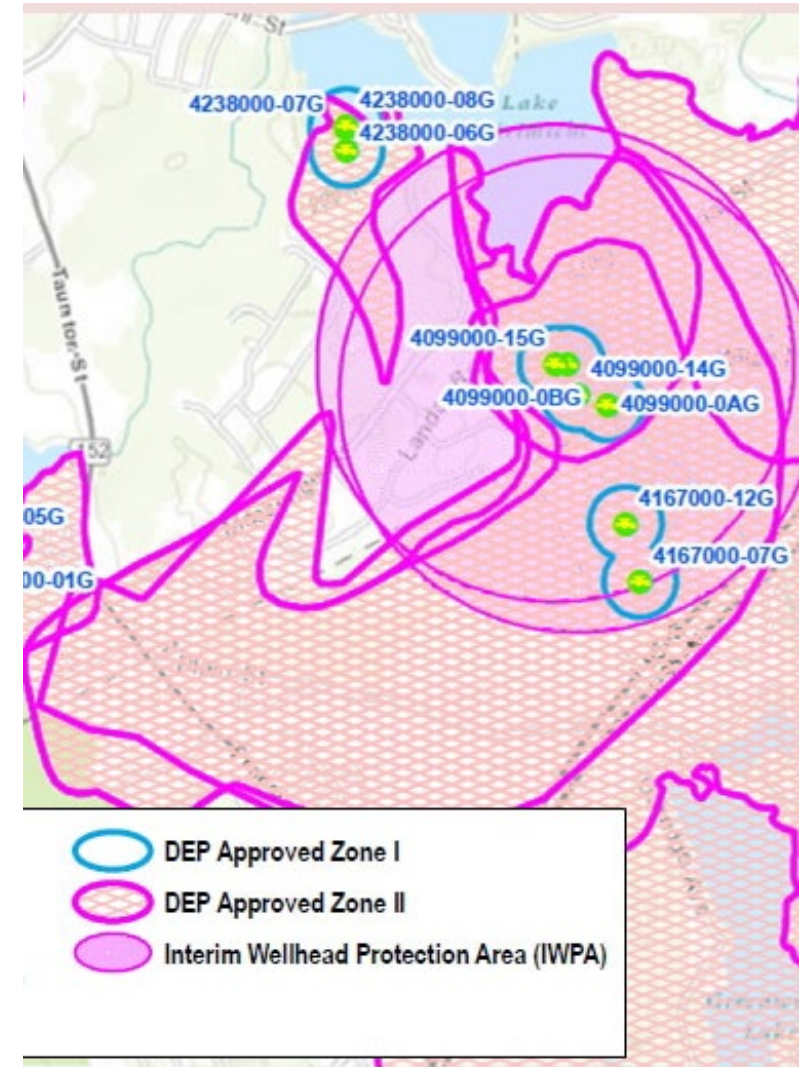 4238000-07G
4238000-08G
Lake
4238000-06G
Taunton St
4099000-15G
4099000-14G
4099000-0BG
4099000-0AG
152
4167000-12G
05G
4167000-07G
00-01G
DEP Approved Zone I
DEP Approved Zone II
Interim Wellhead Protection Area (IWPA)